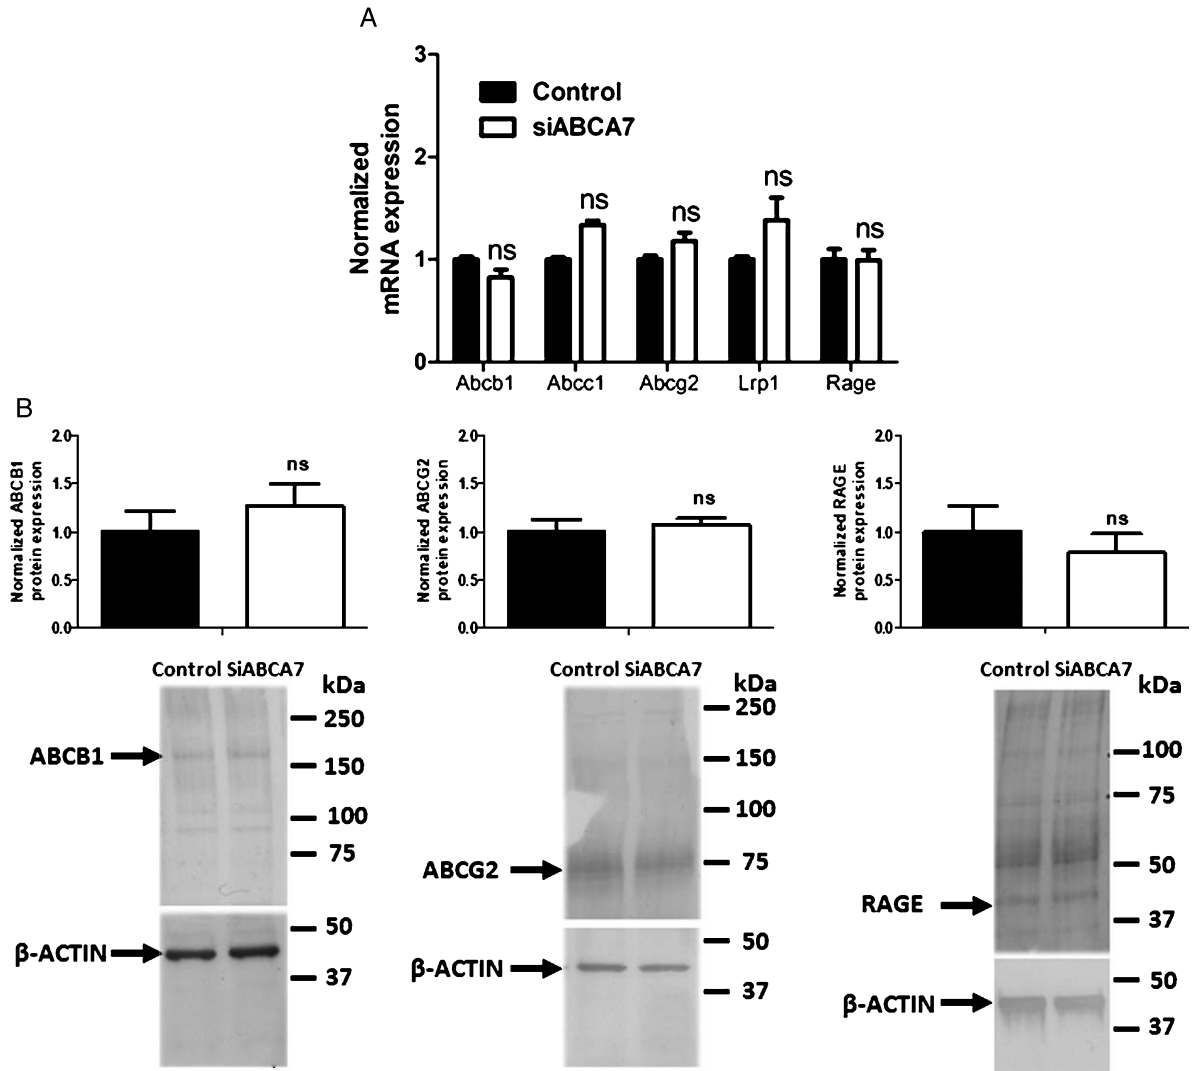 A
3
2
1
0
Normalized
mRNA expression
Control
siABCA7
ns
ns
ns
ns
ns
Abcb1
Abcc1
Abcg2
Lrp1
Rage
B
Normalized ABCB1
protein expression
2.0
1.5
1.0
0.5
0.0
ns
Normalized ABCG2
protein expression
2.0
1.5
1.0
0.5
0.0
ns
Normalized RAGE
protein expression
2.0
1.5
1.0
0.5
0.0
ns
Control SiABCA7
kDa
250
150
100
75
50
37
ABCB1
β-ACTIN
Control SiABCA7
kDa
250
150
100
75
50
37
ABCG2
β-ACTIN
Control SiABCA7
kDa
100
75
50
37
50
37
RAGE
β-ACTIN